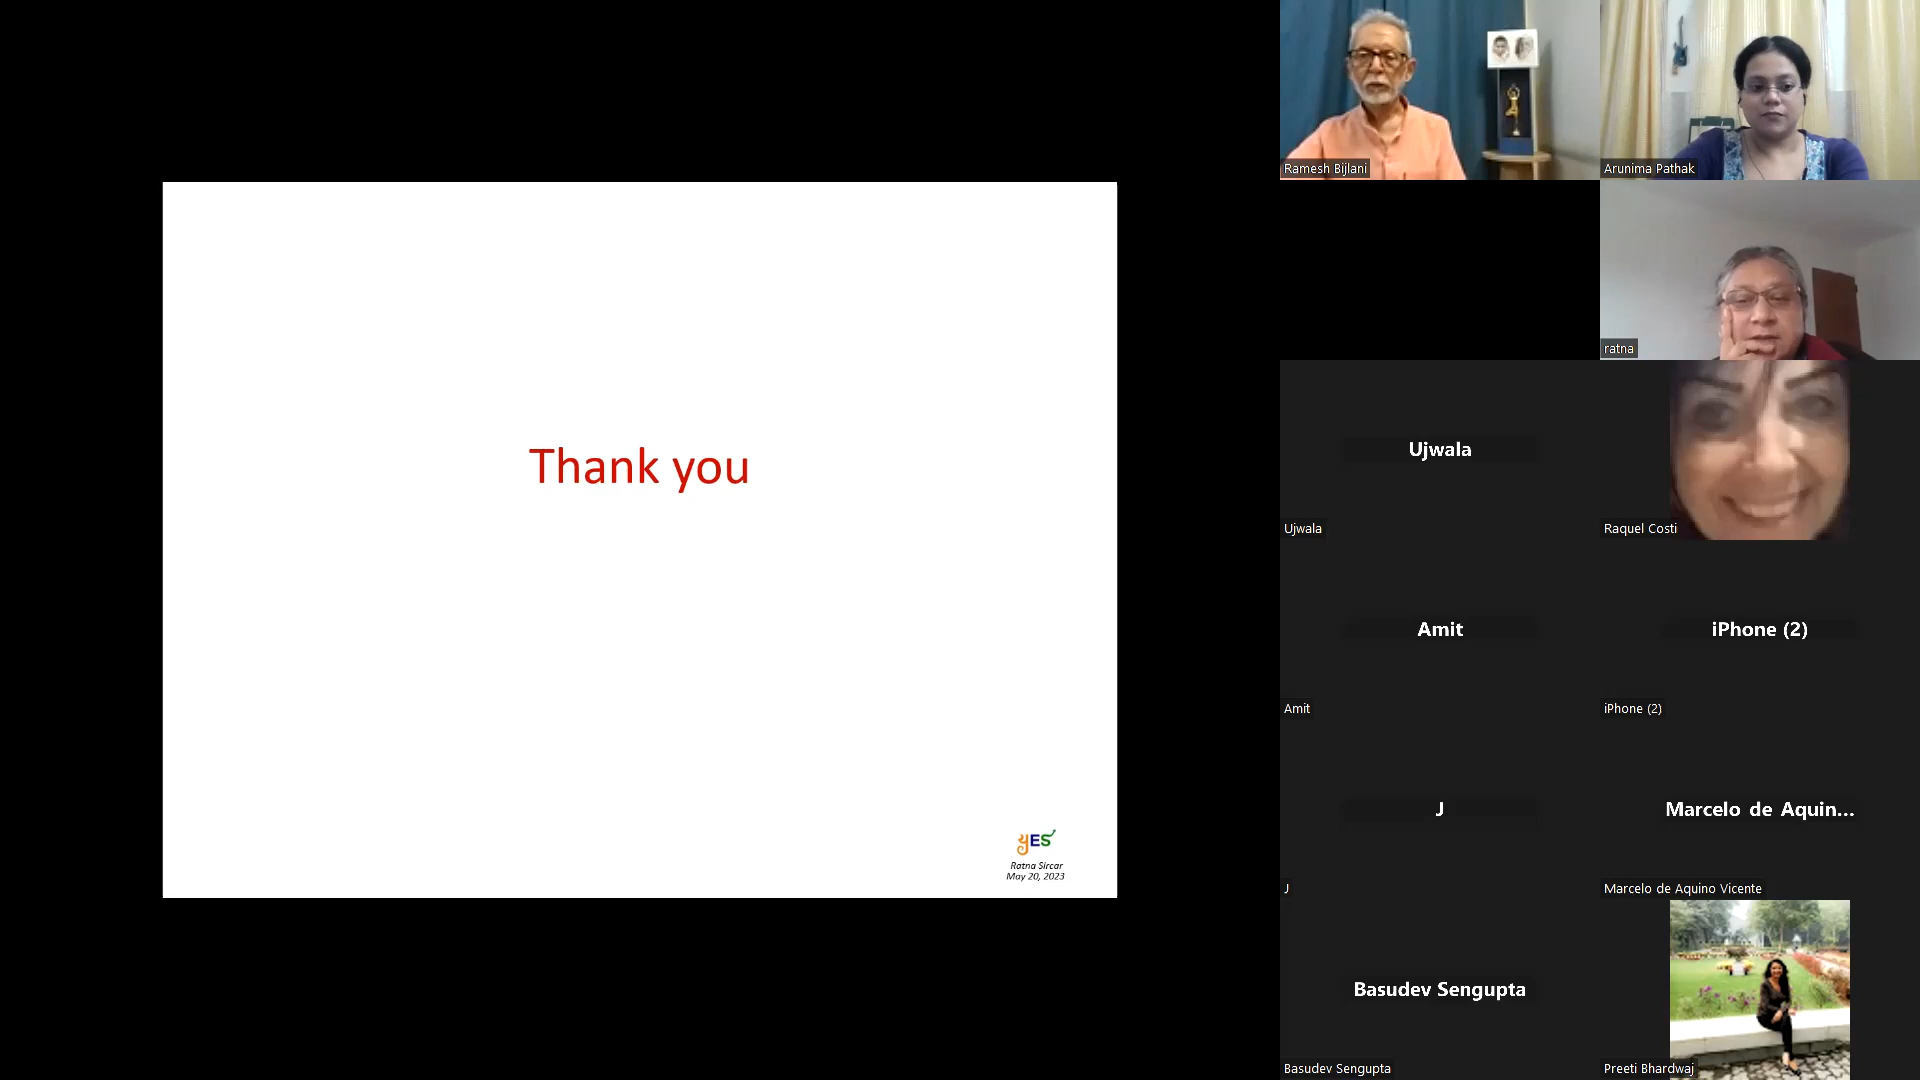 Thank you
yES
Ratna Sircar
May 20, 2023
Ramesh Bijlani
Arunima Pathak
ratna
Ujwala
Ujwala
Raquel Costi
Amit
Amit
iPhone (2)
iPhone (2)
J
J
Marcelo de Aquin...
Marcelo de Aquino Vicente
Basudev Sengupta
Basudev Sengupta
Preeti Bhardwaj